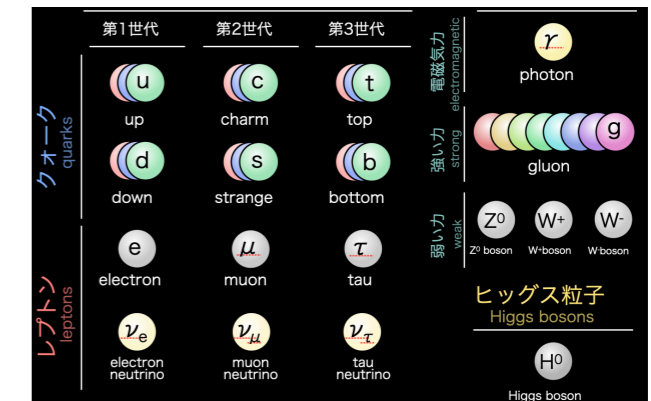 第1世代
第2世代
第3世代
クォーク
quarks
u
c
t
up
charm
top
d
s
b
down
strange
bottom
レプトン
leptons
e
μ
τ
electron
muon
tau
νe
νμ
ντ
electron
neutrino
muon
neutrino
tau
neutrino
電磁気力
electromagnetic
γ
photon
強い力
strong
g
gluon
弱い力
weak
Z⁰
W⁺
W⁻
Z⁰ boson
W⁺boson
W⁻boson
ヒッグス粒子
Higgs bosons
H⁰
Higgs boson